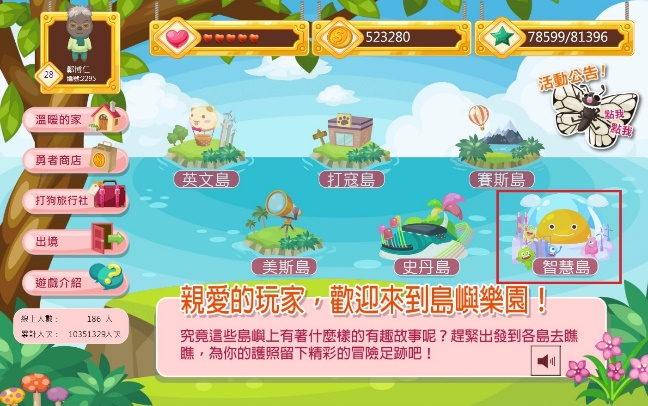 523280
78599/81396
28
鄭博仁
編號:2295
活動公告!
點我
點我
溫暖的家
勇者商店
打狗旅行社
出境
遊戲介紹
英文島
打寇島
賽斯島
美斯島
史丹島
智慧島
線上人數： 186 人
累計人次： 10351329人次
親愛的玩家，歡迎來到島嶼樂園！
究竟這些島嶼上有著什麼樣的有趣故事呢？趕緊出發到各島去瞧
瞧，為你的護照留下精彩的冒險足跡吧！